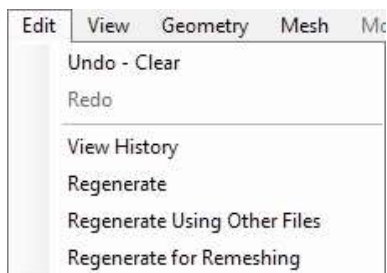 Edit View Geometry Mesh
Undo - Clear
Redo
View History
Regenerate
Regenerate Using Other Files
Regenerate for Remeshing